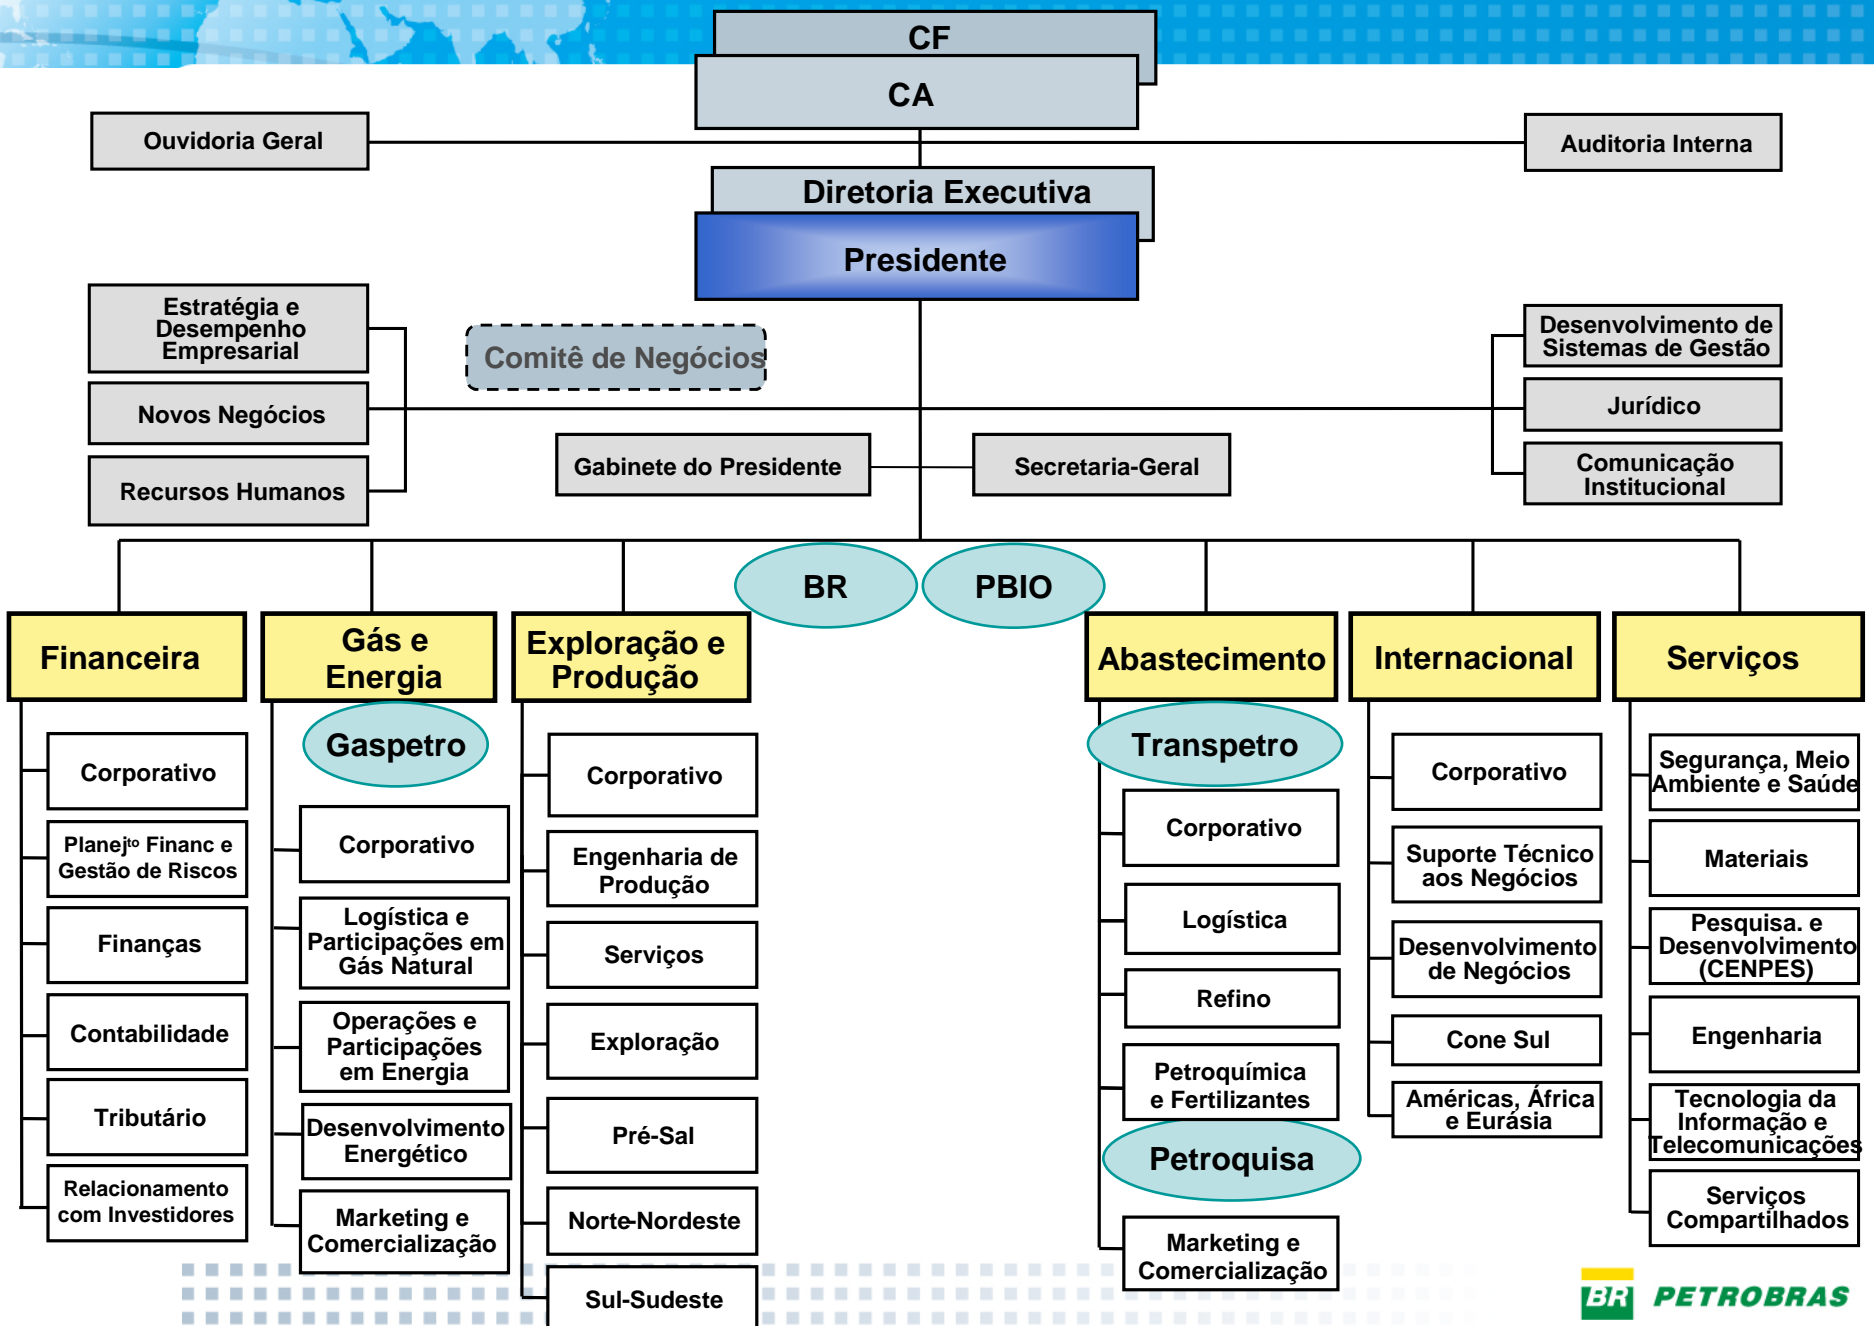 CF
CA
Ouvidoria Geral
Auditoria Interna
Diretoria Executiva
Presidente
Estratégia e
Desempenho
Empresarial
Comitê de Negócios
Desenvolvimento de
Sistemas de Gestão
Novos Negócios
Jurídico
Recursos Humanos
Gabinete do Presidente
Secretaria-Geral
Comunicação
Institucional
BR
PBIO
Financeira
Corporativo
Planejto Financ e
Gestão de Riscos
Finanças
Contabilidade
Tributário
Relacionamento
com Investidores
Gás e
Energia
Gaspetro
Corporativo
Logística e
Participações em
Gás Natural
Operações e
Participações
em Energia
Desenvolvimento
Energético
Marketing e
Comercialização
Exploração e
Produção
Corporativo
Engenharia de
Produção
Serviços
Exploração
Pré-Sal
Norte-Nordeste
Sul-Sudeste
Abastecimento
Transpetro
Corporativo
Logística
Refino
Petroquímica
e Fertilizantes
Petroquisa
Marketing e
Comercialização
Internacional
Corporativo
Suporte Técnico
aos Negócios
Desenvolvimento
de Negócios
Cone Sul
Américas, África
e Eurásia
Serviços
Segurança, Meio
Ambiente e Saúde
Materiais
Pesquisa. e
Desenvolvimento
(CENPES)
Engenharia
Tecnologia da
Informação e
Telecomunicações
Serviços
Compartilhados
BR PETROBRAS